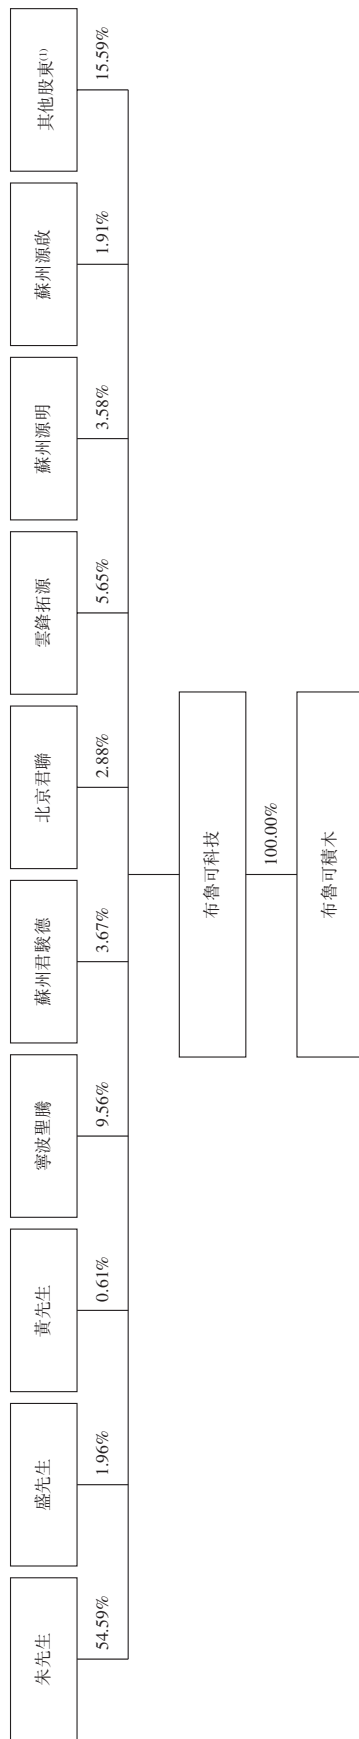 朱先生
盛先生
黃先生
寧波聖騰
蘇州君駿德
北京君聯
雲鋒拓源
蘇州源明
蘇州源啟
其他股東(1)
54.59%
1.96%
0.61%
9.56%
3.67%
2.88%
5.65%
3.58%
1.91%
15.59%
布魯可科技
100.00%
布魯可積木